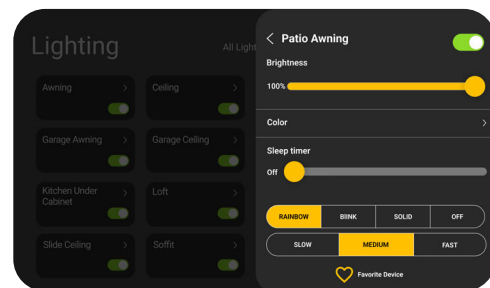 Lighting
All Light
Awning
Ceiling
Garage Awning
Garage Ceiling
Kitchen Under
Cabinet
Loft
Slide Ceiling
Soffit
Patio Awning
Brightness
100%
Color
Sleep timer
Off
RAINBOW BlINK SOLID OFF
SLOW MEDIUM FAST
Favorite Device